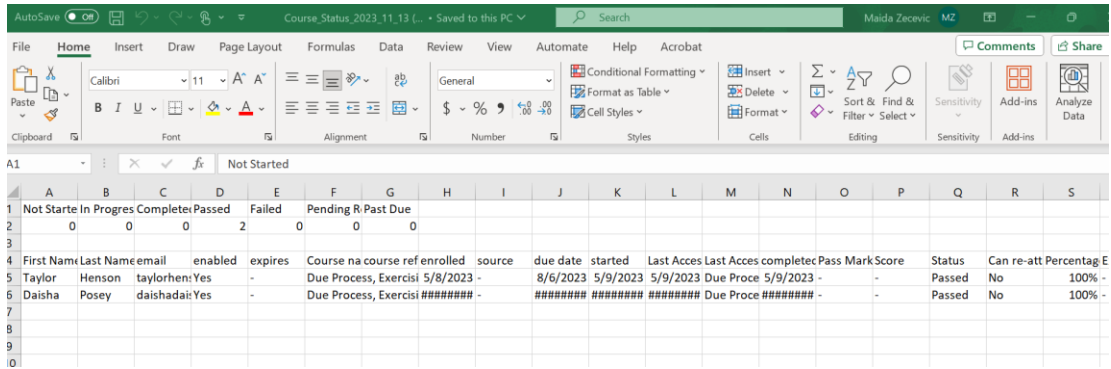 AutoSave Off Course_Status_2023_11_13 (... • Saved to this PC Search Maida Zecevic MZ
File Home Insert Draw Page Layout Formulas Data Review View Automate Help Acrobat Comments Share
Paste Calibri 11 A^ A˅ ab General Conditional Formatting Insert Σ Sort & Filter Find & Select Sensitivity Add-ins Analyze Data
B I U A $ % 9 .00 Format as Table Delete
Cell Styles Format
Clipboard Font Alignment Number Styles Cells Editing Sensitivity Add-ins
A1 fx Not Started
A B C D E F G H I J K L M N O P Q R S
1 Not Starte In Progres Complete Passed Failed Pending R Past Due
2 0 0 0 2 0 0 0
3
4 First Name Last Name email enabled expires Course na course ref enrolled source due date started Last Acces Last Acces completed Pass Mark Score Status Can re-att Percentag E
5 Taylor Henson taylorhens Yes - Due Process, Exercisi 5/8/2023 - 8/6/2023 5/9/2023 5/9/2023 Due Proce 5/9/2023 - - Passed No 100% -
6 Daisha Posey daishadais Yes - Due Process, Exercisi ######## - ######## ######## ######## Due Proce ######## - - Passed No 100% -
7
8
9
10